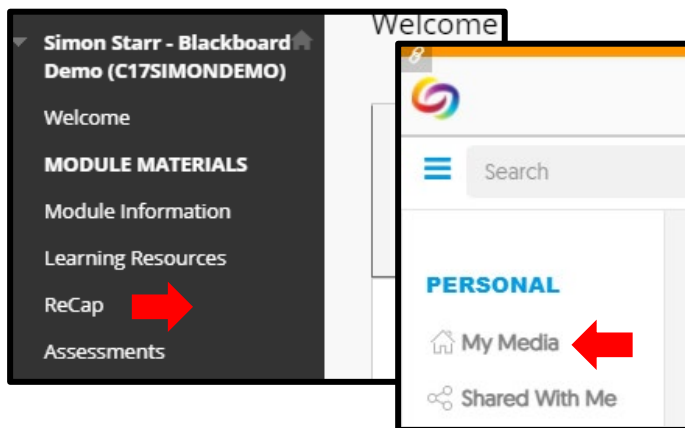 Simon Starr - Blackboard
Demo (C17SIMONDEMO)
Welcome
MODULE MATERIALS
Module Information
Learning Resources
ReCap
Assessments
Welcome
Search
PERSONAL
My Media
Shared With Me